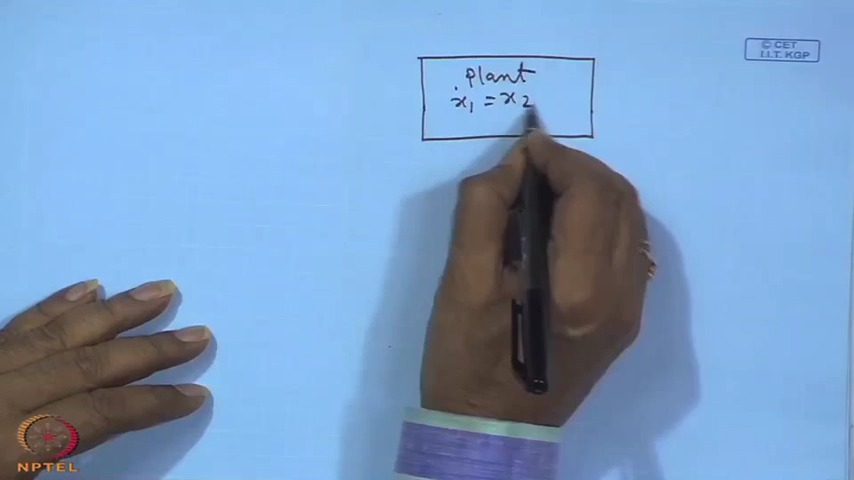 © CET
I.I.T. KGP
Plant
ẋ₁ = x₂
NPTEL